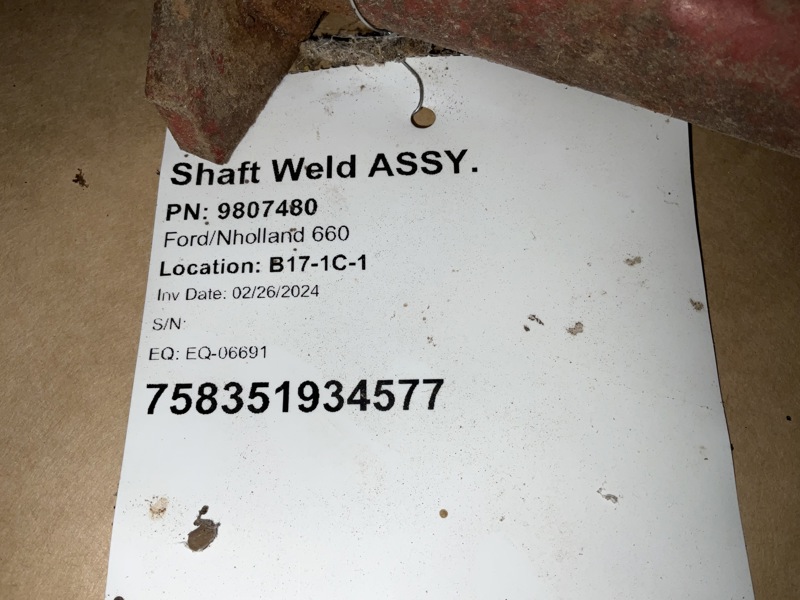 Shaft Weld ASSY.
PN: 9807480
Ford/Nholland 660
Location: B17-1C-1
Inv Date: 02/26/2024
S/N:
EQ: EQ-06691
758351934577